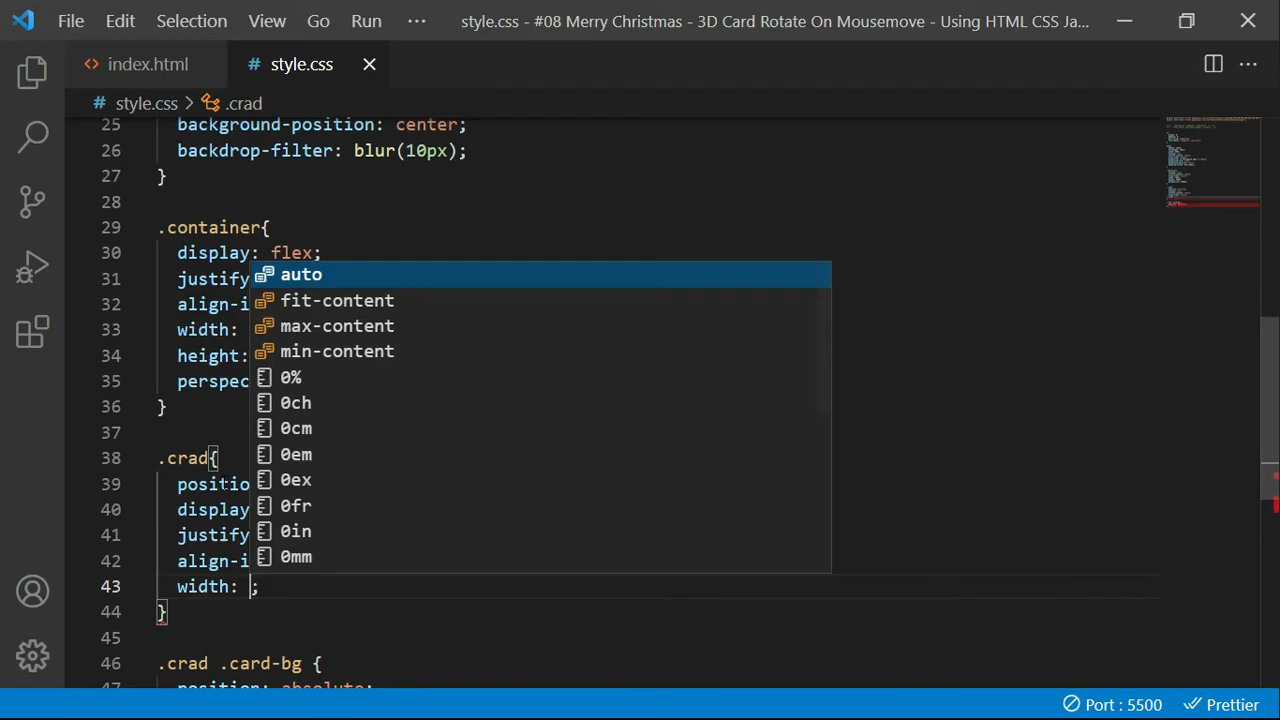 File Edit Selection View Go Run ··· style.css - #08 Merry Christmas - 3D Card Rotate On Mousemove - Using HTML CSS Ja...
<> index.html # style.css
# style.css > .crad
25 background-position: center;
26 backdrop-filter: blur(10px);
27 }
28
29 .container{
30 display: flex;
31 justify
auto
32 align-i
fit-content
33 width:
max-content
34 height:
min-content
35 perspec
0%
36 }
0ch
37
0cm
38 .crad{
0em
39 positio
0ex
40 display
0fr
41 justify
0in
42 align-i
0mm
43 width: ;
44 }
45
46 .crad .card-bg {
47 position: absolute;
Port : 5500 Prettier